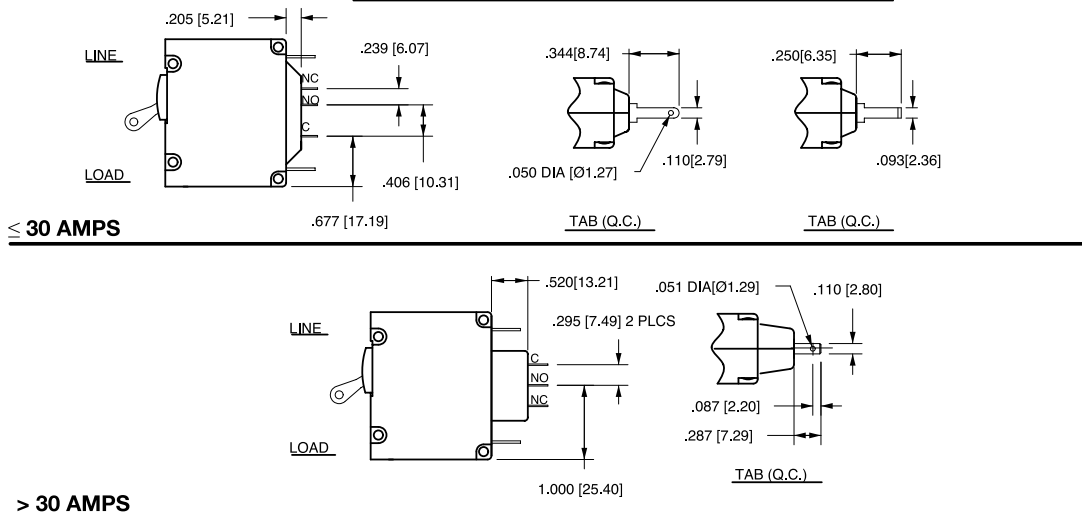 .205 [5.21]
LINE
.239 [6.07]
NC
NO
C
LOAD
.406 [10.31]
.677 [17.19]
.344[8.74]
.050 DIA [Ø1.27]
.110[2.79]
TAB (Q.C.)
.250[6.35]
.093[2.36]
TAB (Q.C.)
≤ 30 AMPS
.520[13.21]
LINE
.295 [7.49] 2 PLCS
C
NO
NC
LOAD
1.000 [25.40]
.051 DIA[Ø1.29]
.110 [2.80]
.087 [2.20]
.287 [7.29]
TAB (Q.C.)
> 30 AMPS